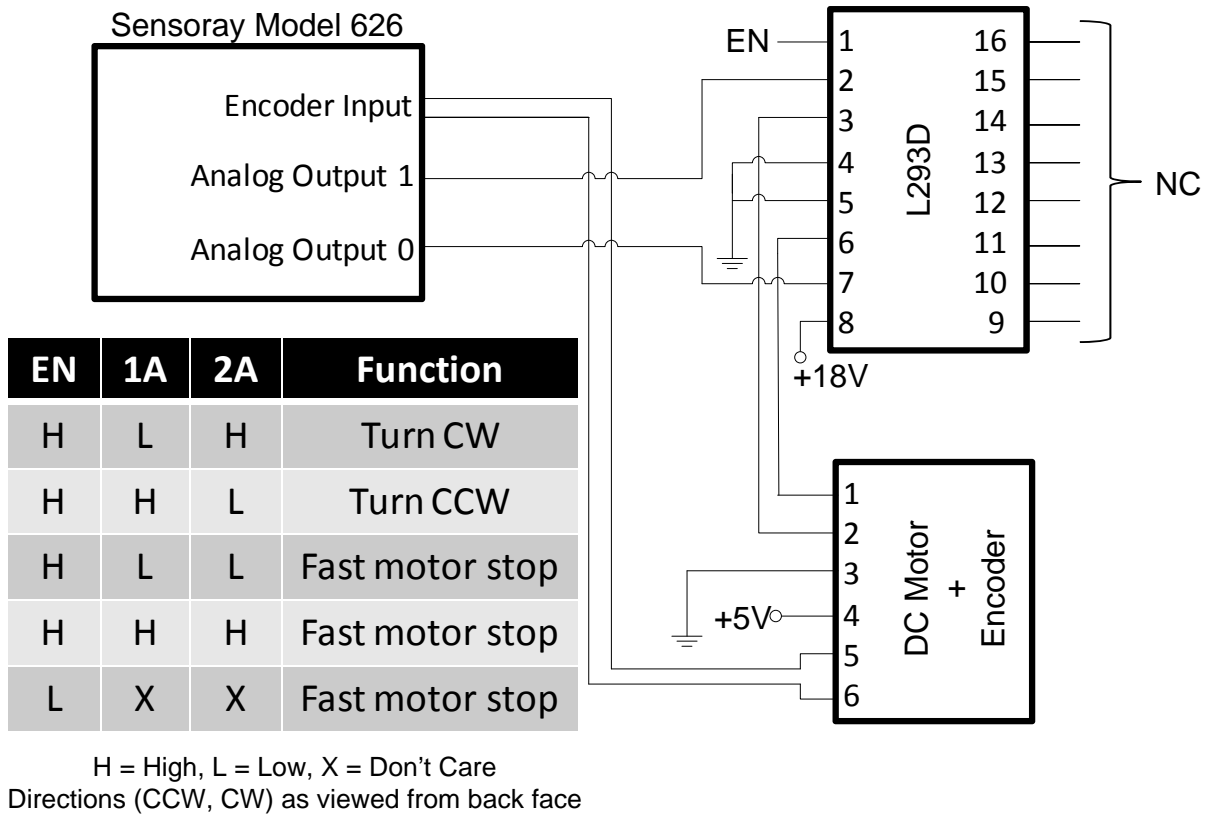 Sensoray Model 626
Encoder Input
Analog Output 1
Analog Output 0
EN
1
2
3
4
5
6
7
8
L293D
16
15
14
13
12
11
10
9
NC
+18V
EN 1A 2A Function
H L H Turn CW
H H L Turn CCW
H L L Fast motor stop
H H H Fast motor stop
L X X Fast motor stop
H = High, L = Low, X = Don't Care
Directions (CCW, CW) as viewed from back face
+5V
1
2
3
4
5
6
DC Motor
+
Encoder